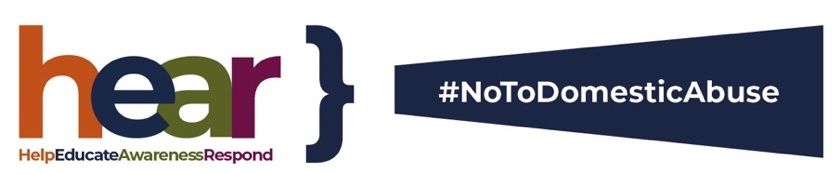 hear }
HelpEducateAwarenessRespond
#NoToDomesticAbuse